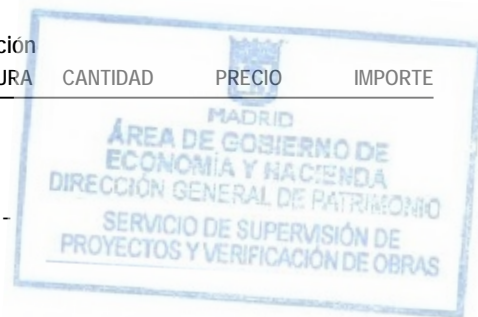 ción
URA CANTIDAD PRECIO IMPORTE
MADRID
ÁREA DE GOBIERNO DE
ECONOMÍA Y HACIENDA
DIRECCIÓN GENERAL DE PATRIMONIO
SERVICIO DE SUPERVISIÓN DE
PROYECTOS Y VERIFICACIÓN DE OBRAS